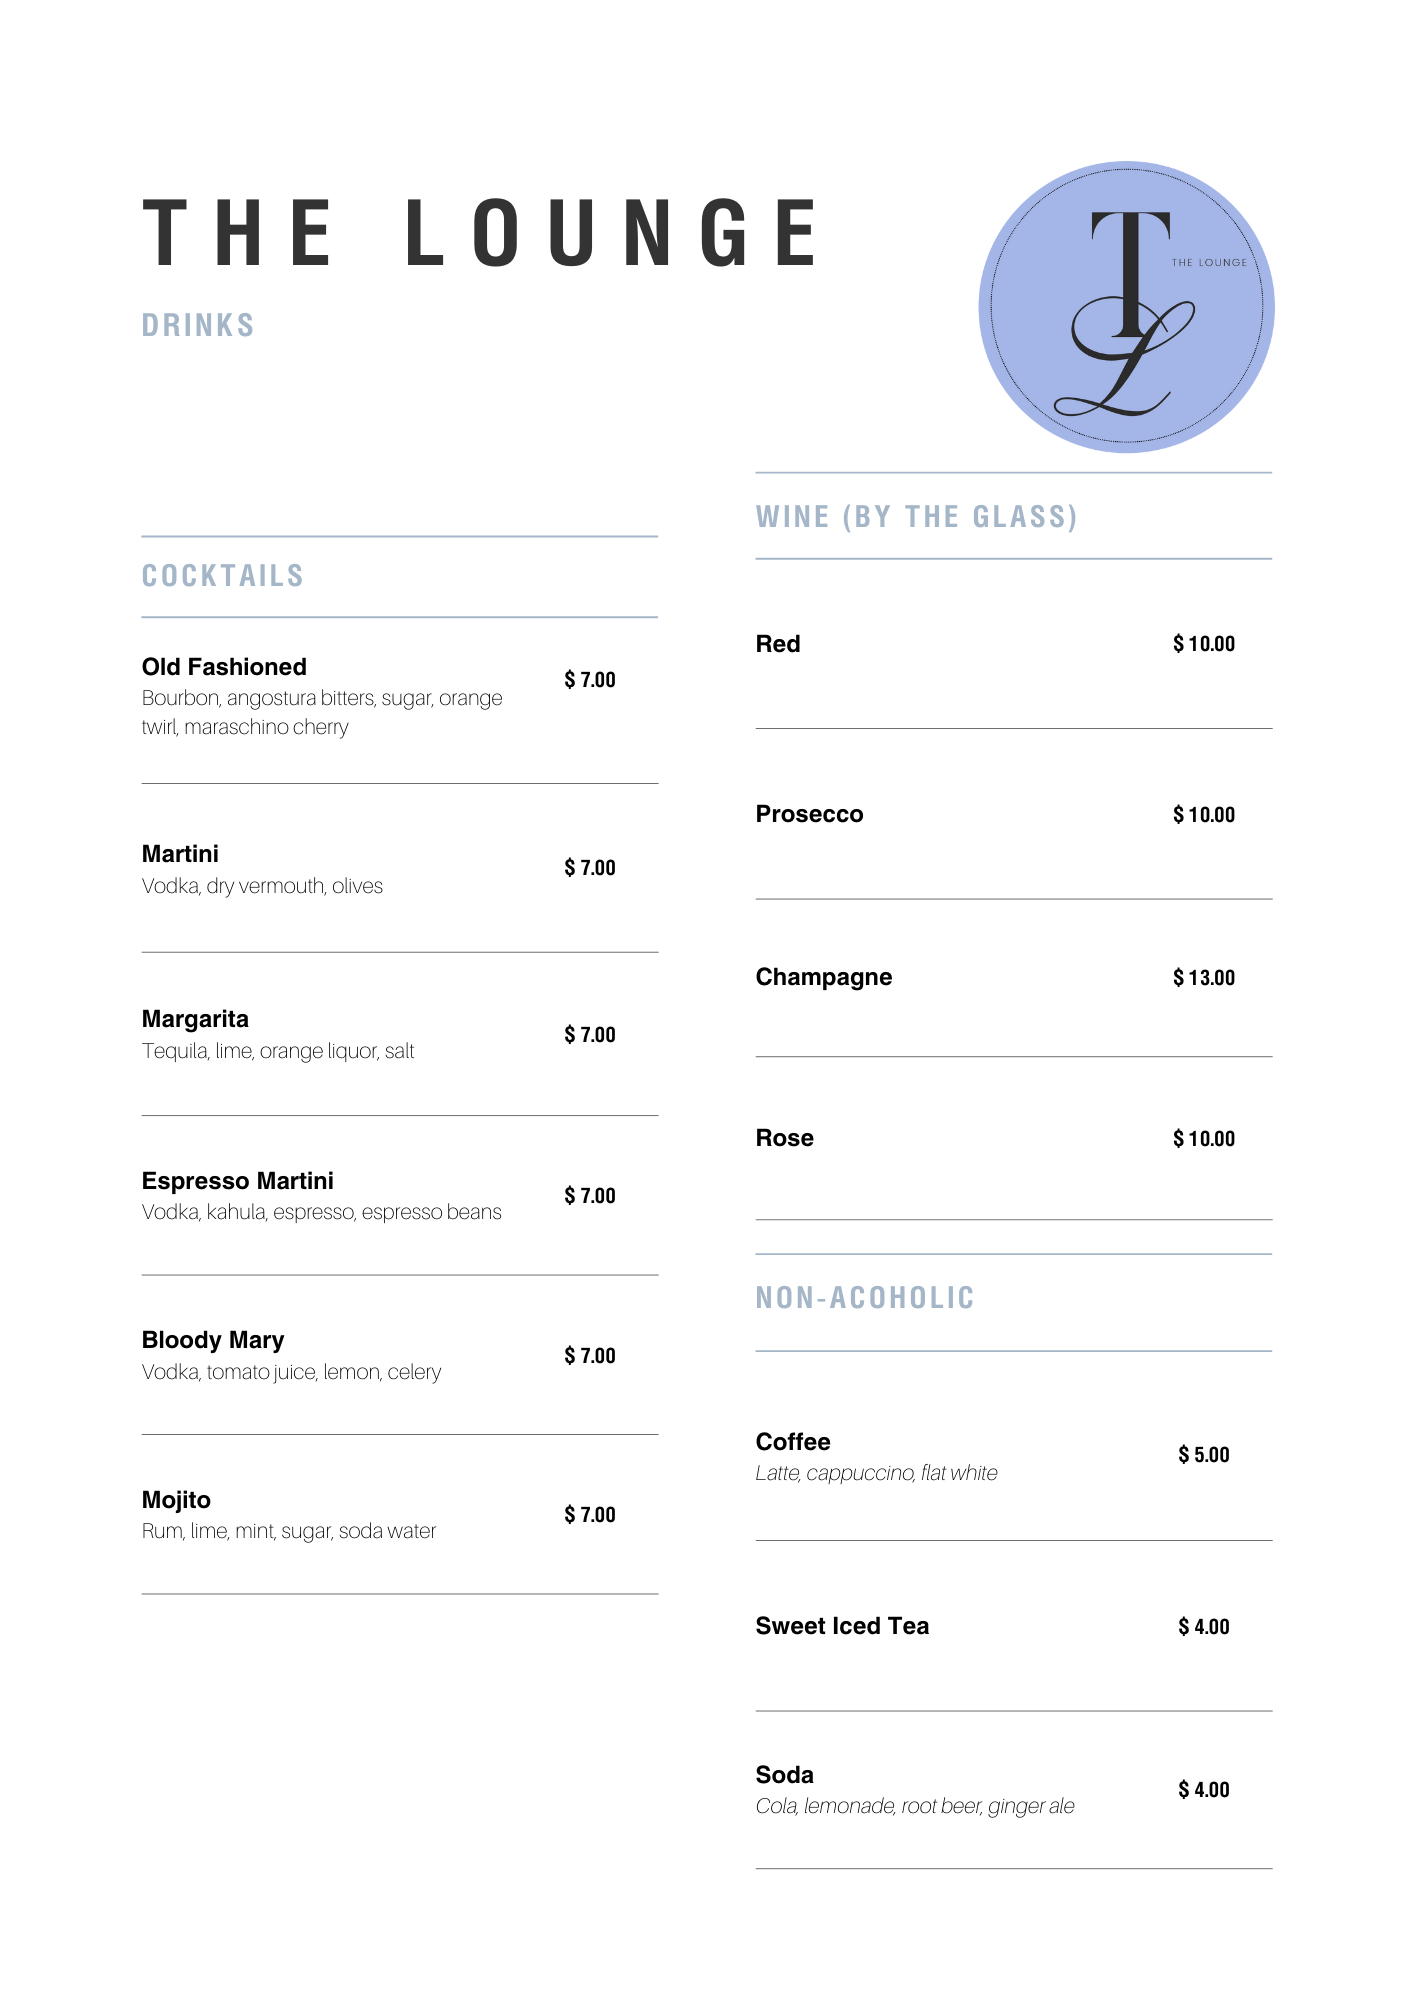 THE LOUNGE
DRINKS
TL
THE LOUNGE
COCKTAILS
Old Fashioned $ 7.00
Bourbon, angostura bitters, sugar, orange
twirl, maraschino cherry
Martini $ 7.00
Vodka, dry vermouth, olives
Margarita $ 7.00
Tequila, lime, orange liquor, salt
Espresso Martini $ 7.00
Vodka, kahula, espresso, espresso beans
Bloody Mary $ 7.00
Vodka, tomato juice, lemon, celery
Mojito $ 7.00
Rum, lime, mint, sugar, soda water
WINE (BY THE GLASS)
Red $ 10.00
Prosecco $ 10.00
Champagne $ 13.00
Rose $ 10.00
NON-ACOHOLIC
Coffee $ 5.00
Latte, cappuccino, flat white
Sweet Iced Tea $ 4.00
Soda $ 4.00
Cola, lemonade, root beer, ginger ale